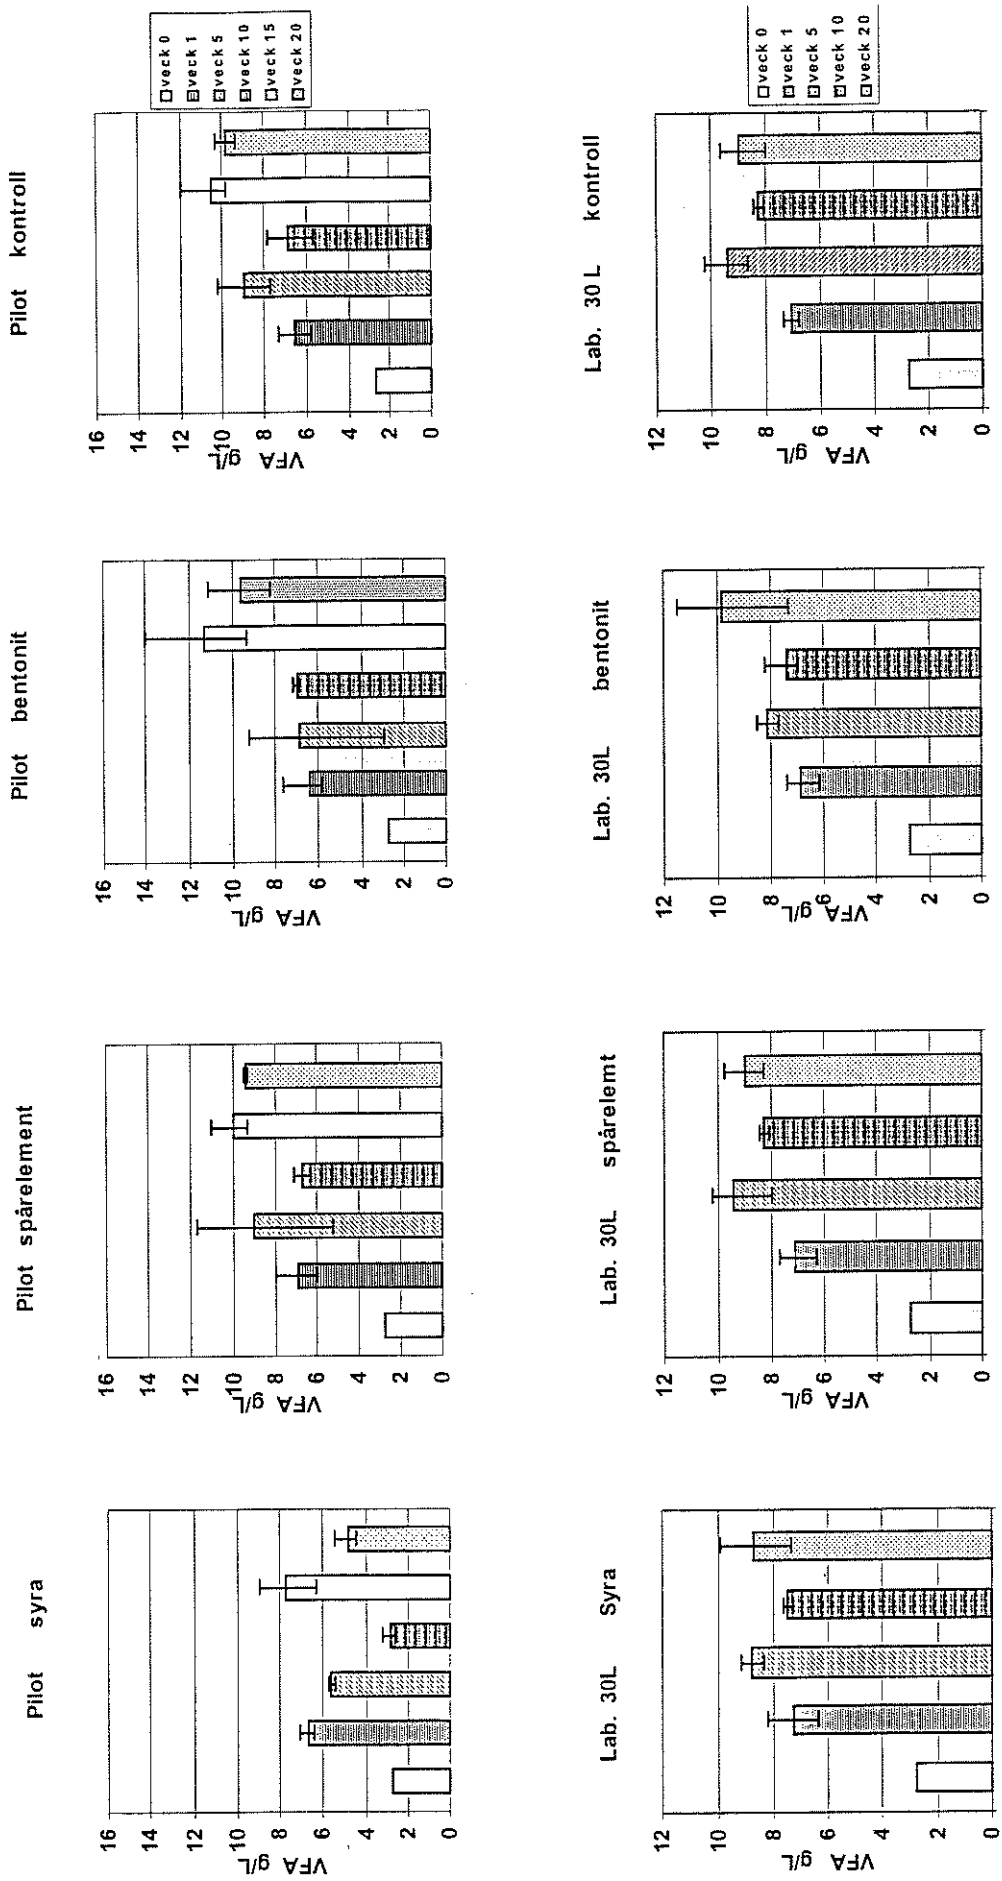 Pilot syra
16
14
12
10
8
6
4
2
0
VFA g/L
Pilot spårelement
16
14
12
10
8
6
4
2
0
VFA g/L
Pilot bentonit
16
14
12
10
8
6
4
2
0
VFA g/L
Pilot kontroll
16
14
12
10
8
6
4
2
0
VFA g/L
veck 0
veck 1
veck 5
veck 10
veck 15
veck 20
Lab. 30L Syra
12
10
8
6
4
2
0
VFA g/L
Lab. 30L spårelemt
12
10
8
6
4
2
0
VFA g/L
Lab. 30L bentonit
12
10
8
6
4
2
0
VFA g/L
Lab. 30 L kontroll
12
10
8
6
4
2
0
VFA g/L
veck 0
veck 1
veck 5
veck 10
veck 20